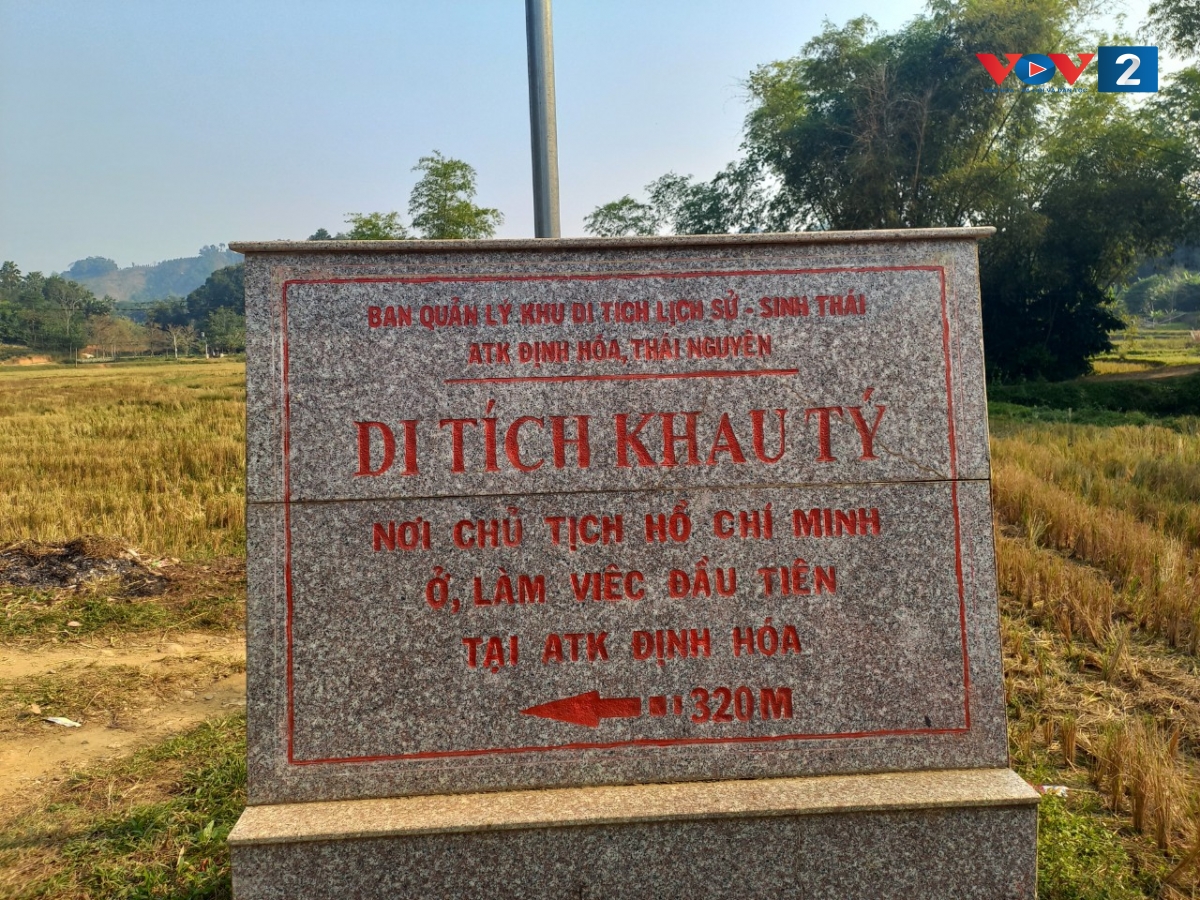 VOV 2
BAN QUẢN LÝ KHU DI TÍCH LỊCH SỬ - SINH THÁI
ATK ĐỊNH HÓA, THÁI NGUYÊN
DI TÍCH KHAU TÝ
NƠI CHỦ TỊCH HỒ CHÍ MINH
Ở, LÀM VIỆC ĐẦU TIÊN
TẠI ATK ĐỊNH HÓA
320M